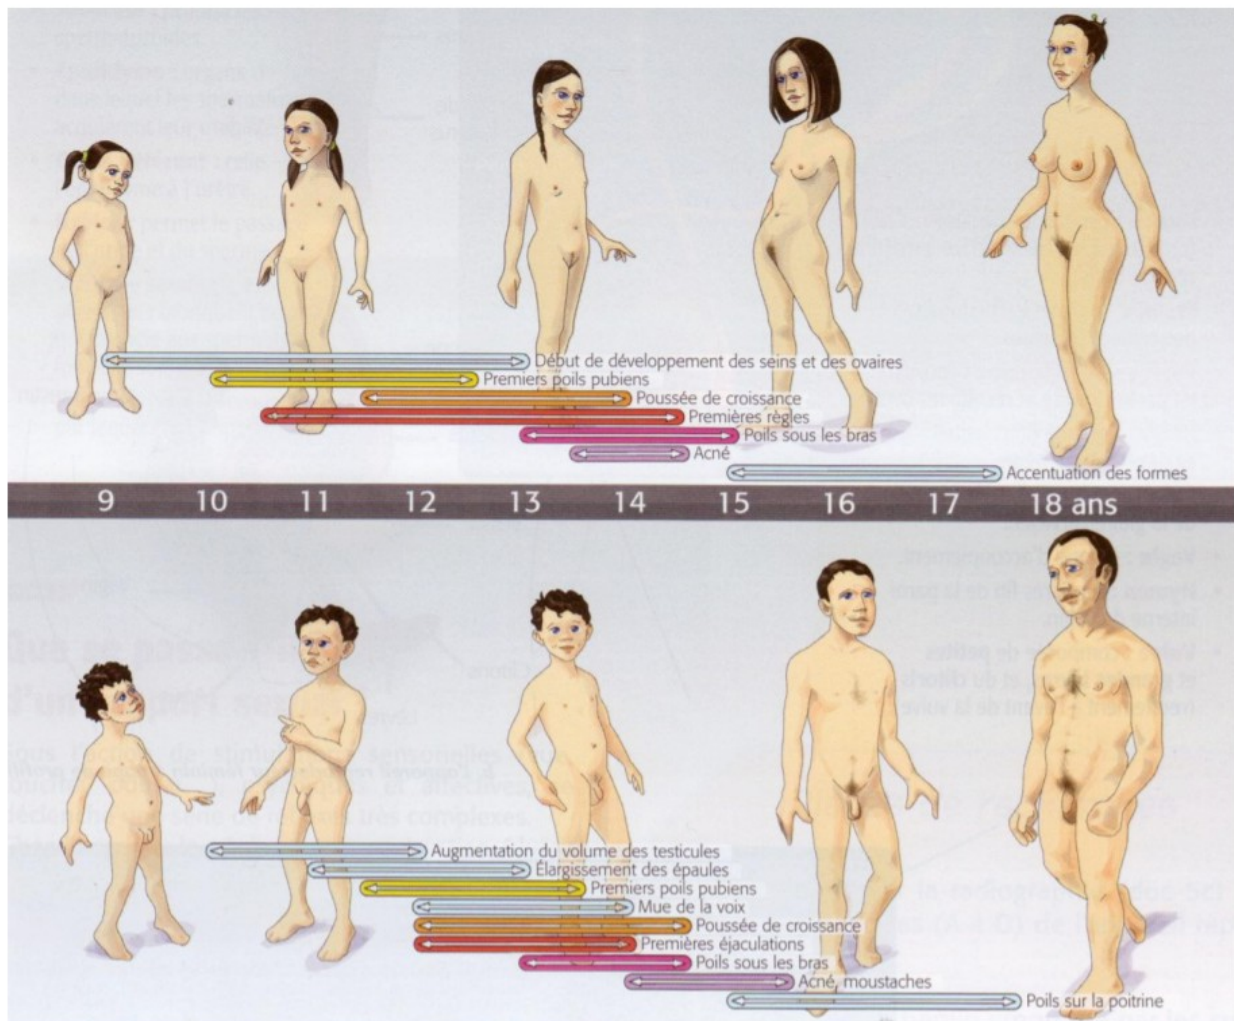 Début de développement des seins et des ovaires
Premiers poils pubiens
Poussée de croissance
Premières règles
Poils sous les bras
Acné
Accentuation des formes
9 10 11 12 13 14 15 16 17 18 ans
Augmentation du volume des testicules
Élargissement des épaules
Premiers poils pubiens
Mue de la voix
Poussée de croissance
Premières éjaculations
Poils sous les bras
Acné, moustaches
Poils sur la poitrine